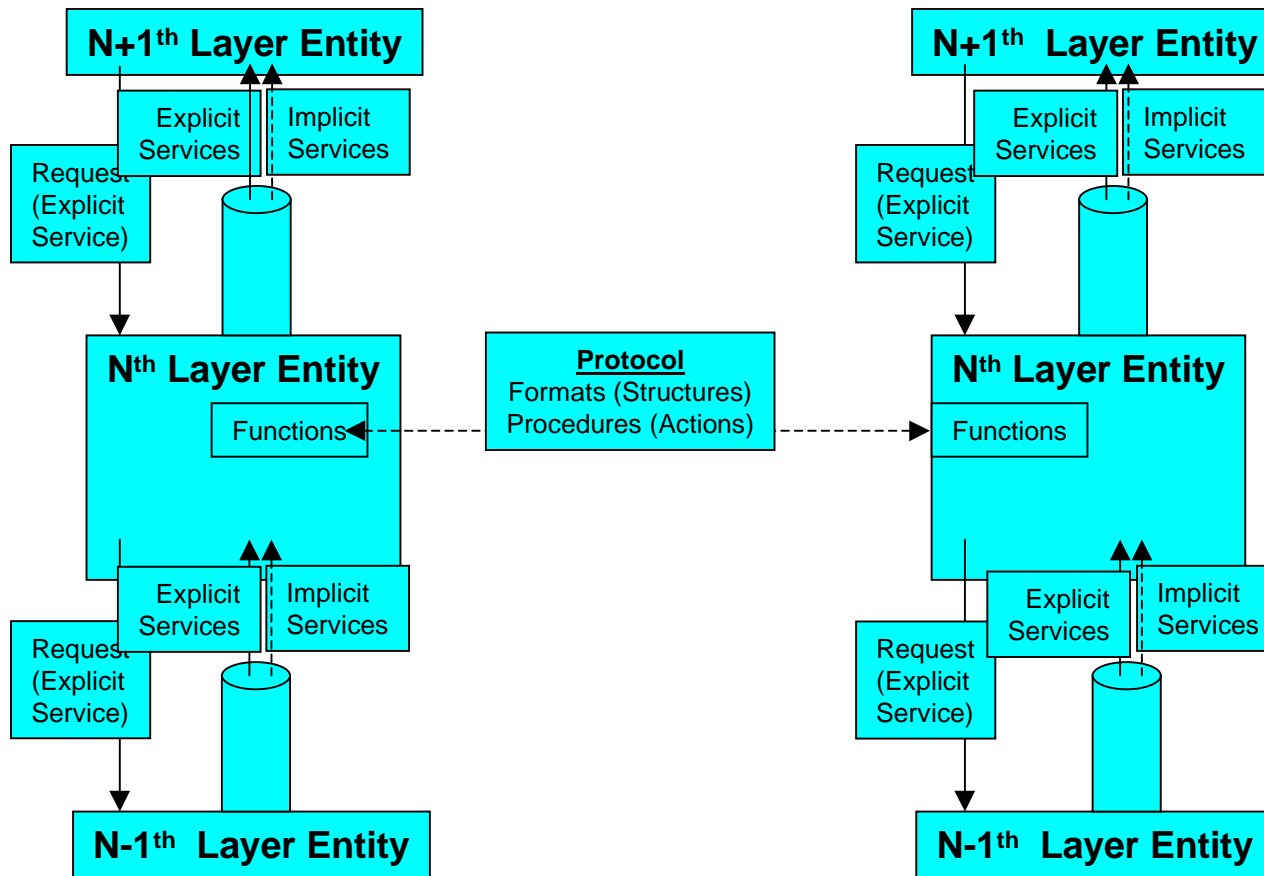 N+1th Layer Entity
N+1th Layer Entity
Explicit
Services
Implicit
Services
Explicit
Services
Implicit
Services
Request
(Explicit
Service)
Request
(Explicit
Service)
Nth Layer Entity
Protocol
Formats (Structures)
Procedures (Actions)
Nth Layer Entity
Functions
Functions
Explicit
Services
Implicit
Services
Explicit
Services
Implicit
Services
Request
(Explicit
Service)
Request
(Explicit
Service)
N-1th Layer Entity
N-1th Layer Entity